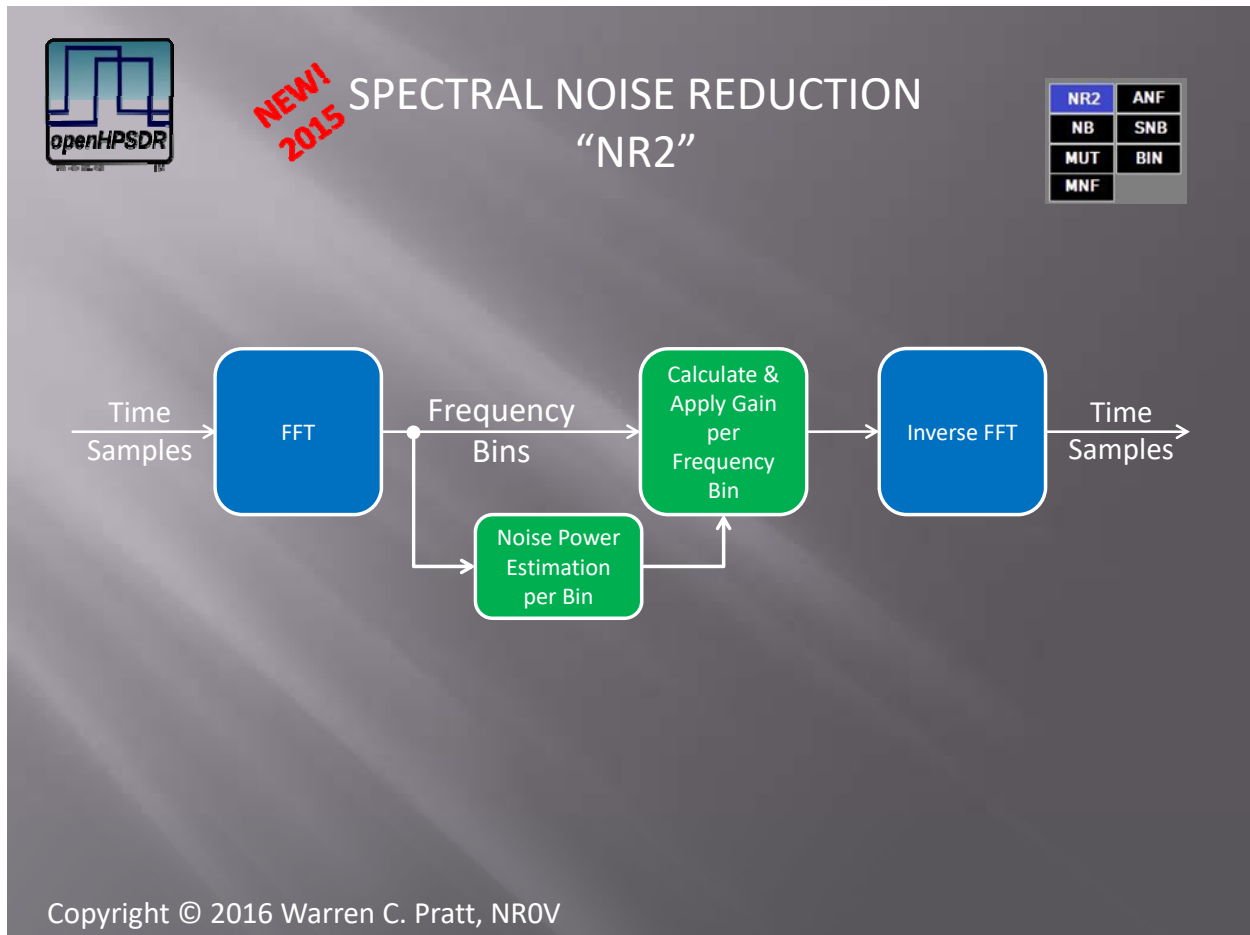 openHPSDR
NEW!
2015
SPECTRAL NOISE REDUCTION
“NR2”
NR2 ANF
NB SNB
MUT BIN
MNF
Time
Samples
FFT
Frequency
Bins
Calculate &
Apply Gain
per
Frequency
Bin
Inverse FFT
Time
Samples
Noise Power
Estimation
per Bin
Copyright © 2016 Warren C. Pratt, NR0V